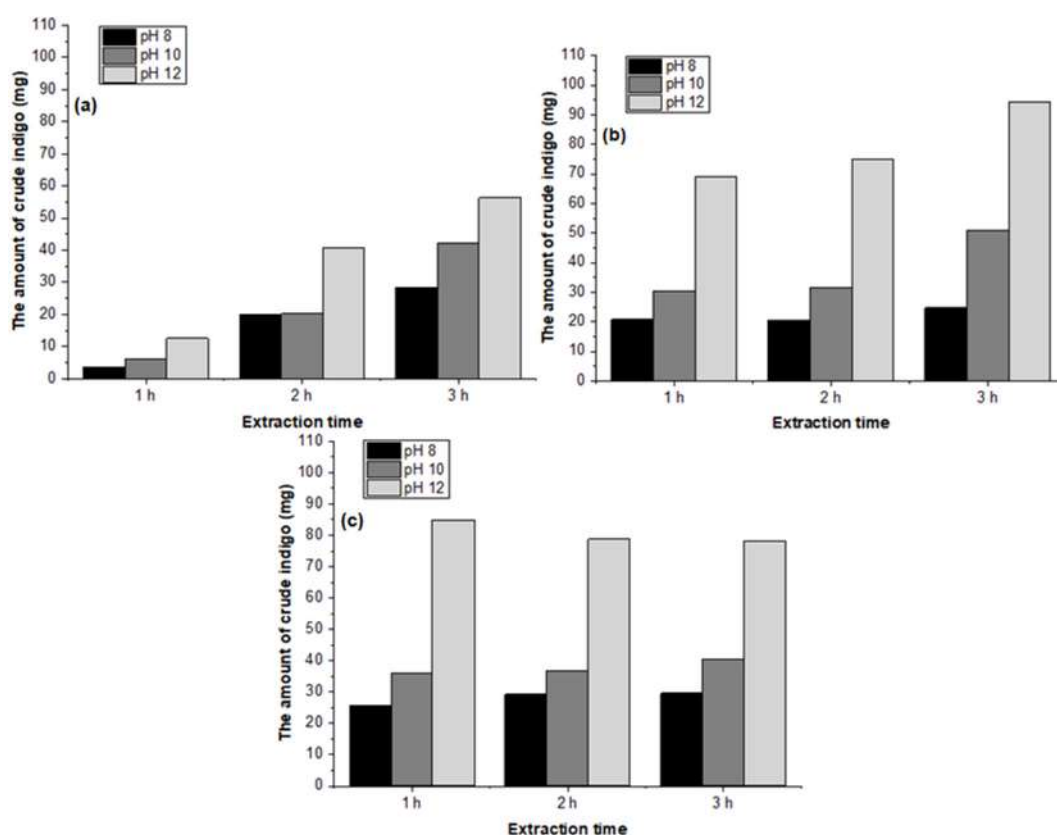 110
100
90
80
70
60
50
40
30
20
10
0
The amount of crude indigo (mg)
pH 8
pH 10
pH 12
(a)
1 h
2 h
3 h
Extraction time
110
100
90
80
70
60
50
40
30
20
10
0
The amount of crude indigo (mg)
pH 8
pH 10
pH 12
(b)
1 h
2 h
3 h
Extraction time
110
100
90
80
70
60
50
40
30
20
10
0
The amount of crude indigo (mg)
pH 8
pH 10
pH 12
(c)
1 h
2 h
3 h
Extraction time